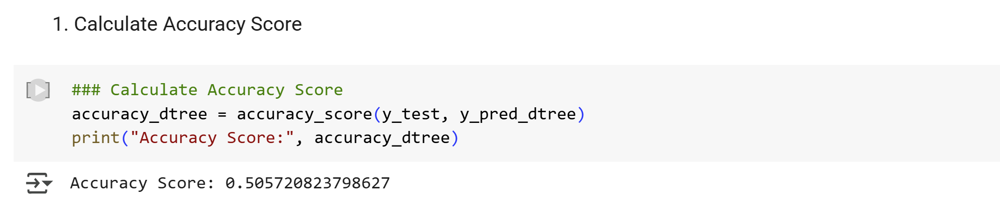 1. Calculate Accuracy Score
### Calculate Accuracy Score
accuracy_dtree = accuracy_score(y_test, y_pred_dtree)
print("Accuracy Score:", accuracy_dtree)
Accuracy Score: 0.505720823798627